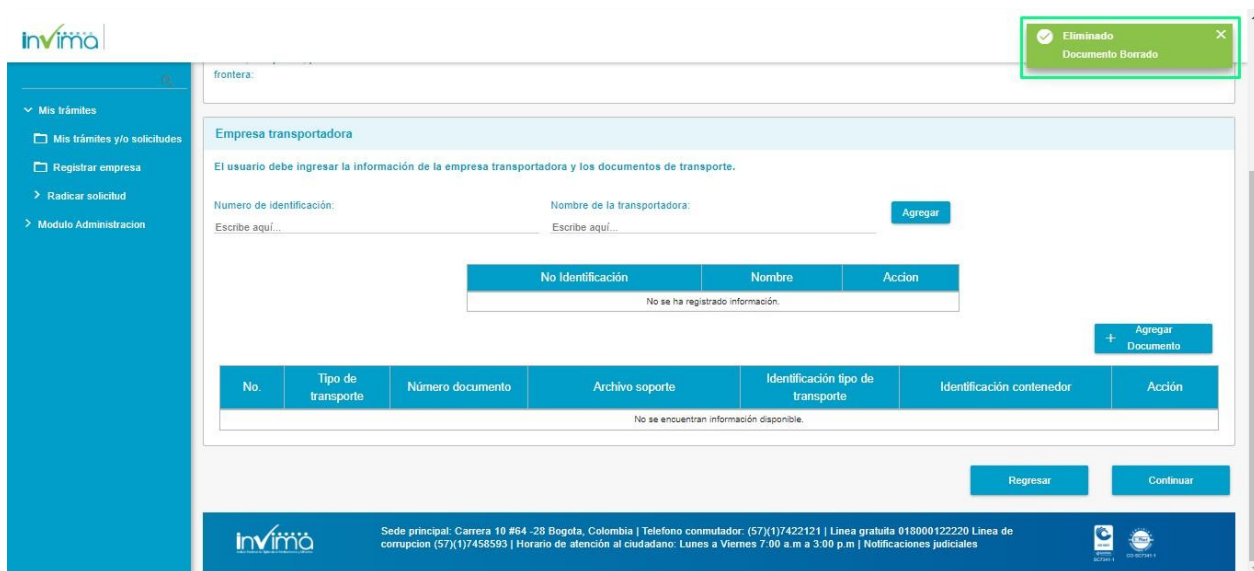 invima
Eliminado
Documento Borrado
frontera:
Mis trámites
Mis trámites y/o solicitudes
Registrar empresa
Radicar solicitud
Modulo Administracion
Empresa transportadora
El usuario debe ingresar la información de la empresa transportadora y los documentos de transporte.
Numero de identificación:
Nombre de la transportadora:
Escribe aquí...
Escribe aquí...
Agregar
No Identificación Nombre Accion
No se ha registrado información.
+ Agregar
Documento
No. Tipo de
transporte Número documento Archivo soporte Identificación tipo de
transporte Identificación contenedor Acción
No se encuentran información disponible.
Regresar
Continuar
invima
Sede principal: Carrera 10 #64 -28 Bogota, Colombia | Telefono conmutador: (57)(1)7422121 | Linea gratuita 018000122220 Linea de
corrupcion (57)(1)7458593 | Horario de atención al ciudadano: Lunes a Viernes 7:00 a.m a 3:00 p.m | Notificaciones judiciales
SC7341-1
CO-SC7341-1